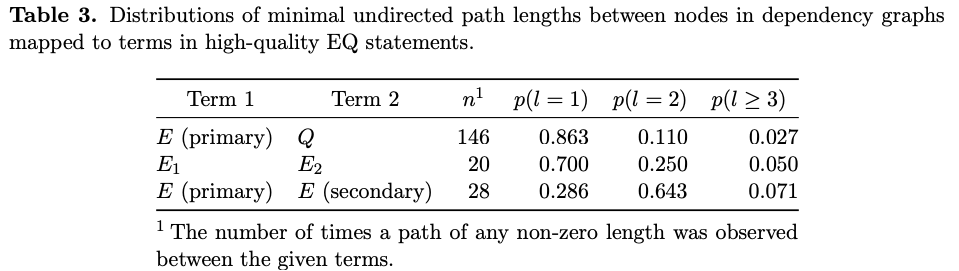 Table 3. Distributions of minimal undirected path lengths between nodes in dependency graphs
mapped to terms in high-quality EQ statements.
Term 1 Term 2 n¹ p(l = 1) p(l = 2) p(l ≥ 3)
E (primary) Q 146 0.863 0.110 0.027
E₁ E₂ 20 0.700 0.250 0.050
E (primary) E (secondary) 28 0.286 0.643 0.071
¹ The number of times a path of any non-zero length was observed
between the given terms.